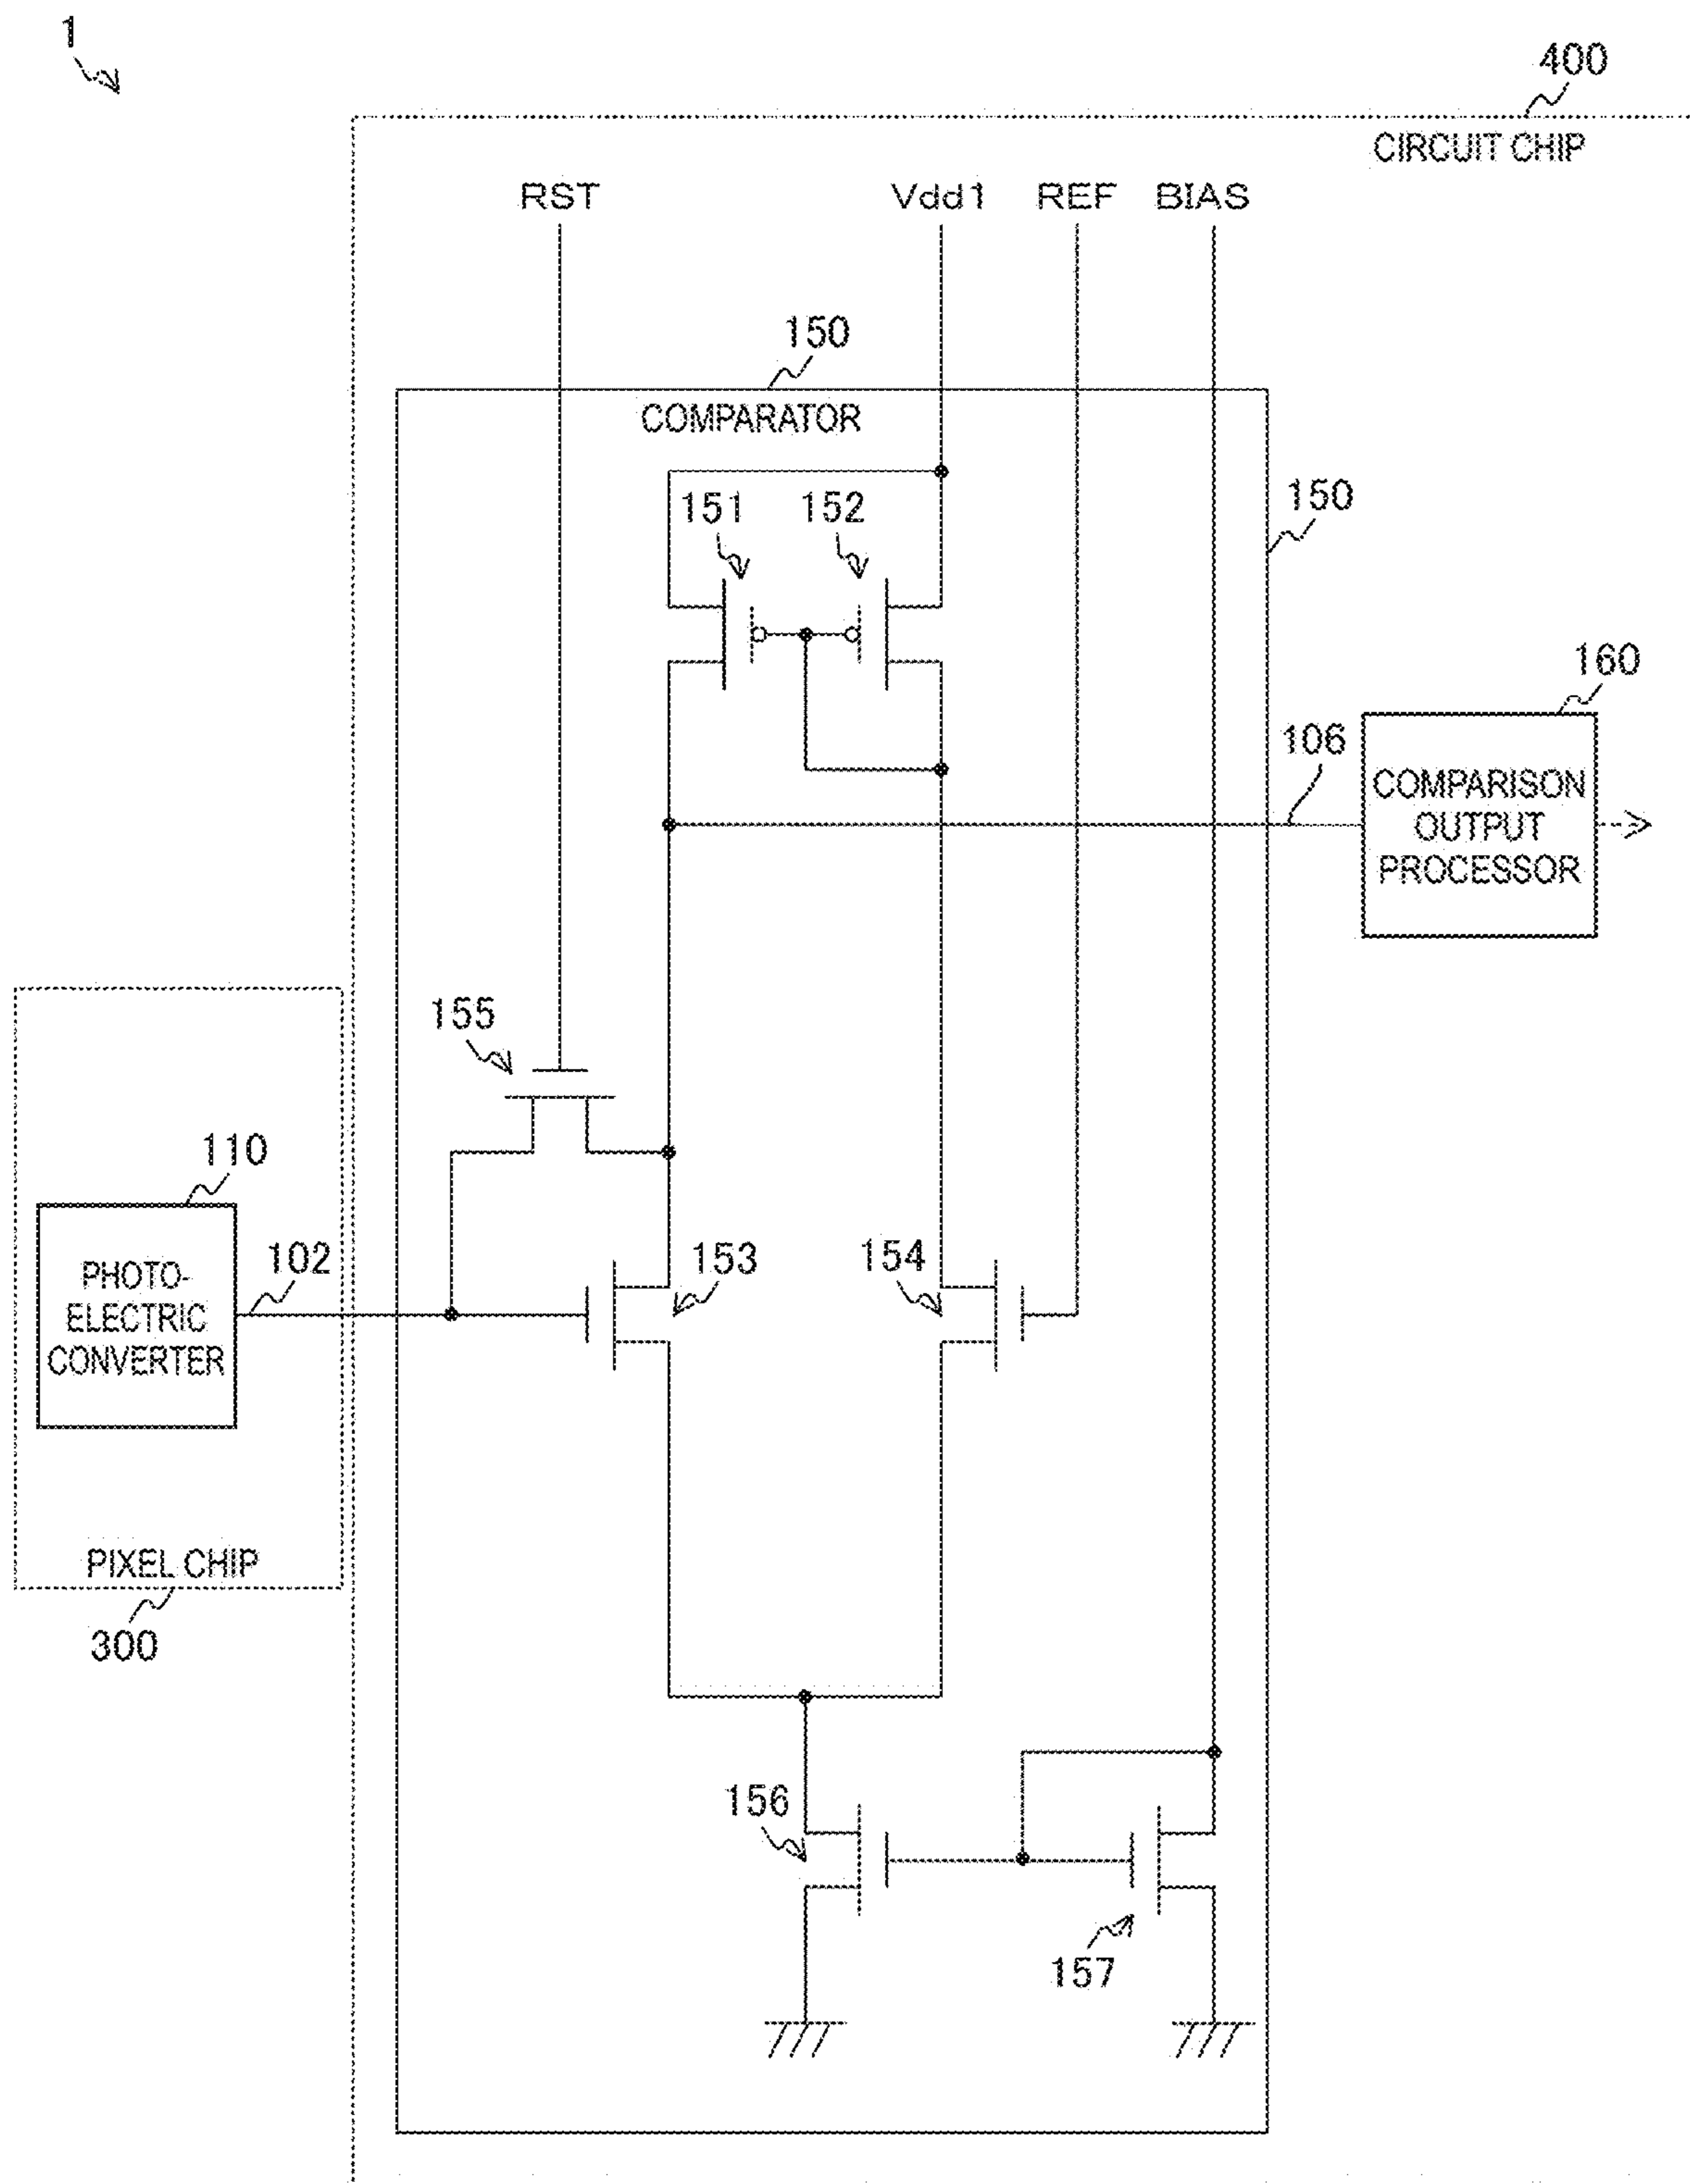 1
400
CIRCUIT CHIP
RST
Vdd1
REF
BIAS
150
COMPARATOR
151
152
150
160
106
COMPARISON
OUTPUT
PROCESSOR
155
110
102
PHOTO-
ELECTRIC
CONVERTER
153
154
PIXEL CHIP
300
156
157